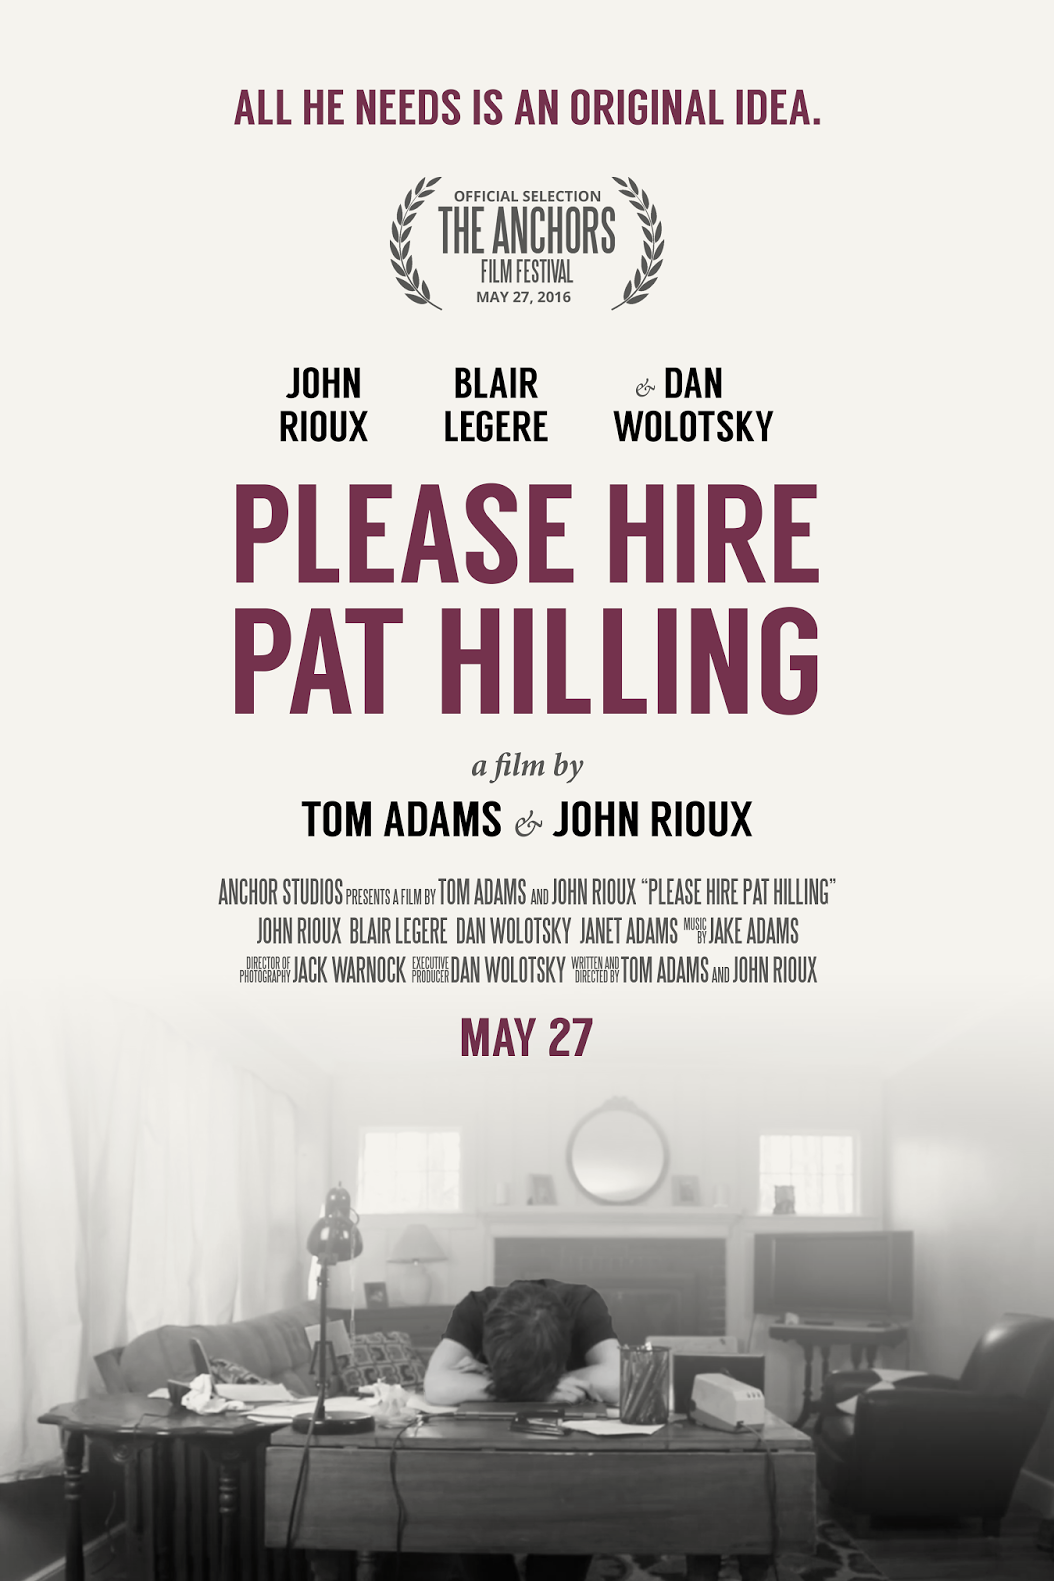 ALL HE NEEDS IS AN ORIGINAL IDEA.
OFFICIAL SELECTION
THE ANCHORS
FILM FESTIVAL
MAY 27, 2016
JOHN RIOUX
BLAIR LEGERE
& DAN WOLOTSKY
PLEASE HIRE
PAT HILLING
a film by
TOM ADAMS & JOHN RIOUX
ANCHOR STUDIOS PRESENTS A FILM BY TOM ADAMS AND JOHN RIOUX “PLEASE HIRE PAT HILLING”
JOHN RIOUX BLAIR LEGERE DAN WOLOTSKY JANET ADAMS MUSIC BY JAKE ADAMS
DIRECTOR OF PHOTOGRAPHY JACK WARNOCK EXECUTIVE PRODUCER DAN WOLOTSKY WRITTEN AND DIRECTED BY TOM ADAMS AND JOHN RIOUX
MAY 27